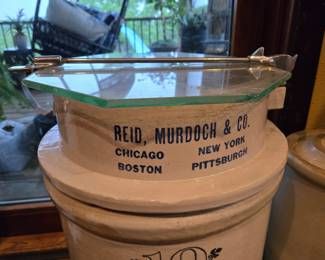 REID, MURDOCH & CO.
CHICAGO NEW YORK
BOSTON PITTSBURGH